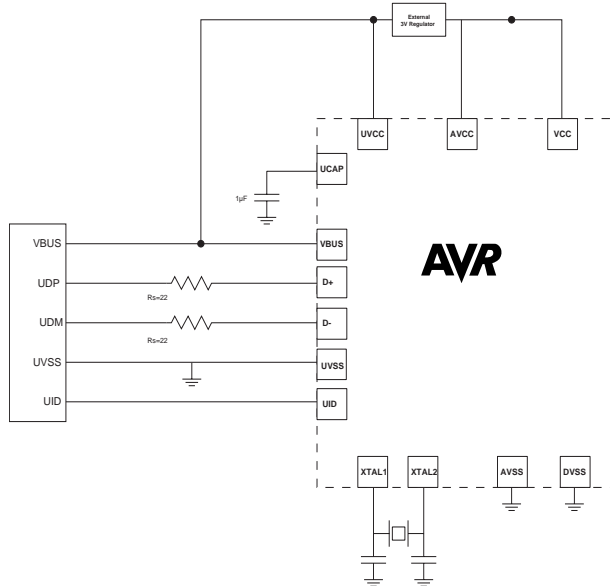 External
3V Regulator
UVCC
AVCC
VCC
UCAP
1µF
VBUS
VBUS
AVR
UDP
D+
Rs=22
UDM
D-
Rs=22
UVSS
UVSS
UID
UID
XTAL1
XTAL2
AVSS
DVSS